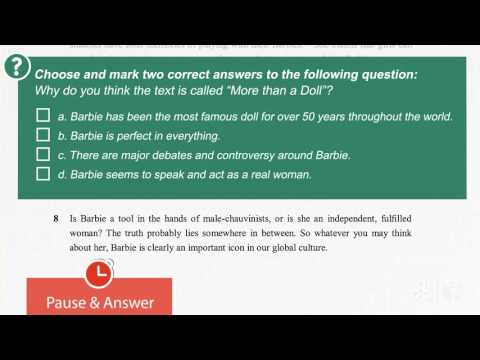 ?
Choose and mark two correct answers to the following question:
Why do you think the text is called “More than a Doll”?
a. Barbie has been the most famous doll for over 50 years throughout the world.
b. Barbie is perfect in everything.
c. There are major debates and controversy around Barbie.
d. Barbie seems to speak and act as a real woman.
8 Is Barbie a tool in the hands of male-chauvinists, or is she an independent, fulfilled
woman? The truth probably lies somewhere in between. So whatever you may think
about her, Barbie is clearly an important icon in our global culture.
Pause & Answer